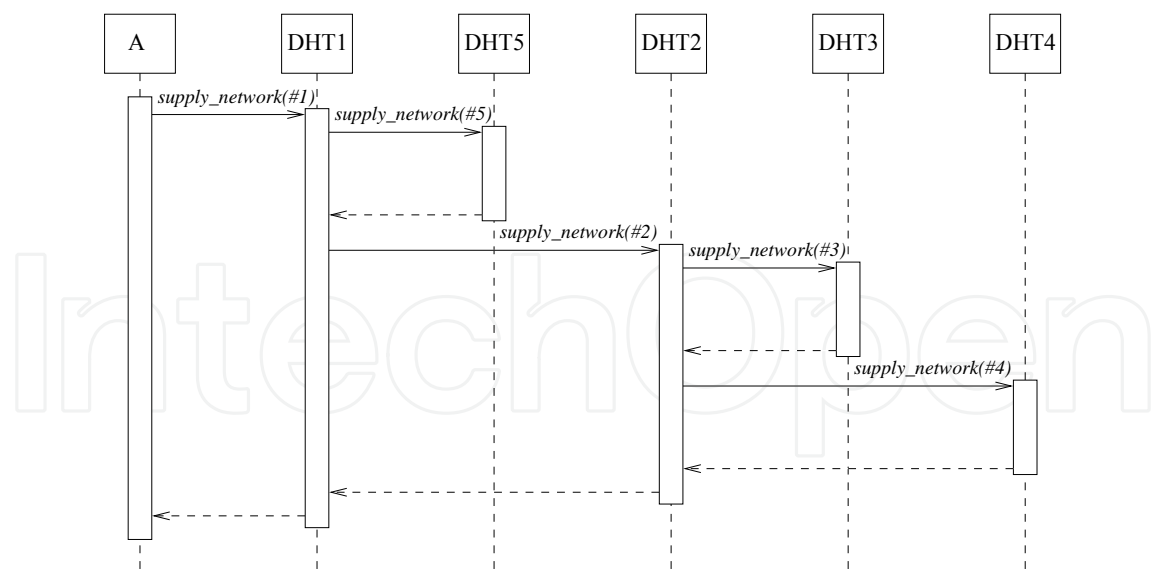 A
DHT1
DHT5
DHT2
DHT3
DHT4
supply_network(#1)
supply_network(#5)
supply_network(#2)
supply_network(#3)
supply_network(#4)
IntechOpen